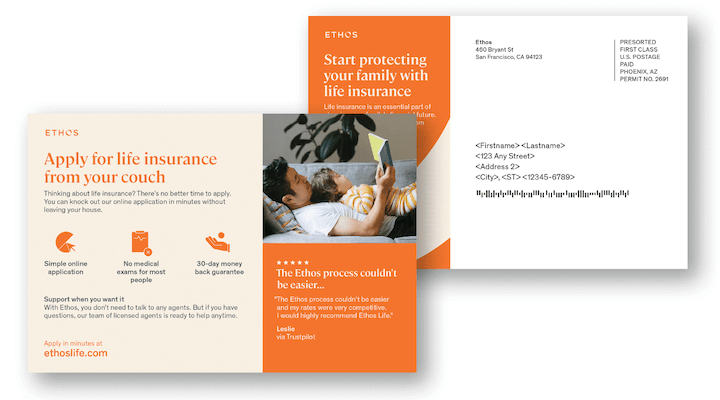 ETHOS
Start protecting
your family with
life insurance
Life insurance is an essential part of
future.
Ethos
460 Bryant St
San Francisco, CA 94123
PRESORTED
FIRST CLASS
U.S. POSTAGE
PAID
PHOENIX, AZ
PERMIT NO. 2691
<Firstname> <Lastname>
<123 Any Street>
<Address 2>
<City>, <ST> <12345-6789>
ETHOS
Apply for life insurance
from your couch
Thinking about life insurance? There's no better time to apply.
You can knock out our online application in minutes without
leaving your house.
Simple online
application
No medical
exams for most
people
30-day money
back guarantee
Support when you want it
With Ethos, you don't need to talk to any agents. But if you have
questions, our team of licensed agents is ready to help anytime.
Apply in minutes at
ethoslife.com
The Ethos process couldn't
be easier...
"The Ethos process couldn't be easier
and my rates were very competitive.
I would highly recommend Ethos Life."
Leslie
via Trustpilot